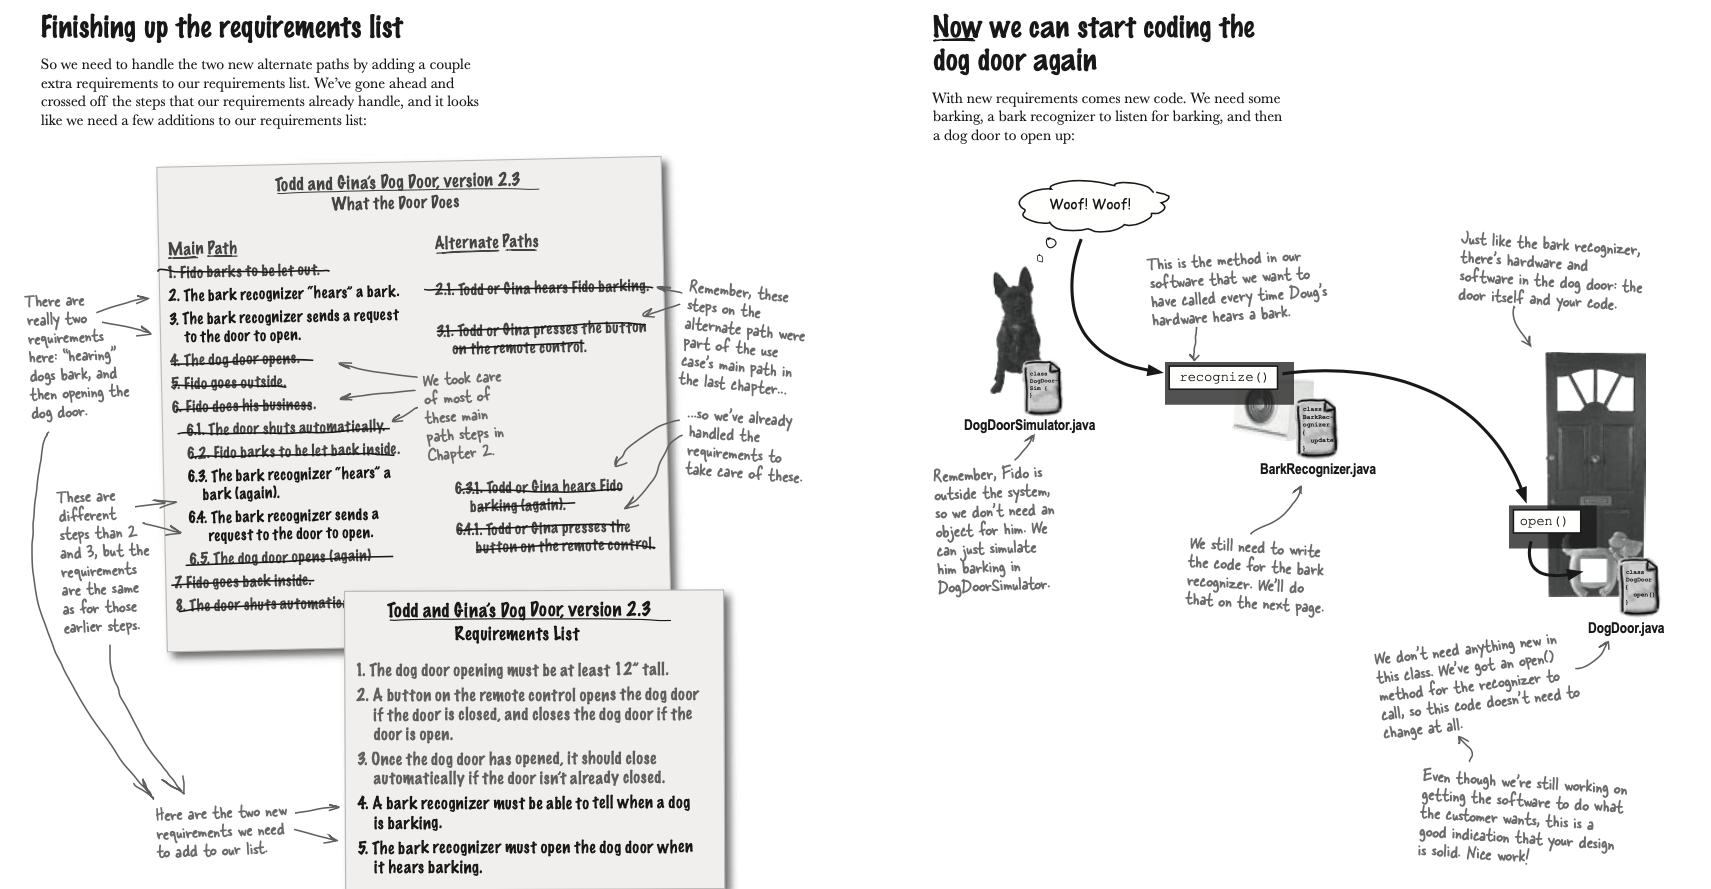 Finishing up the requirements list
So we need to handle the two new alternate paths by adding a couple
extra requirements to our requirements list. We've gone ahead and
crossed off the steps that our requirements already handle, and it looks
like we need a few additions to our requirements list:
Todd and Gina's Dog Door, version 2.3
What the Door Does
Main Path
1. Fido barks to be let out.
2. The bark recognizer "hears" a bark.
3. The bark recognizer sends a request
to the door to open.
4. The dog door opens.
5. Fido goes outside.
6. Fido does his business.
6.1. The door shuts automatically.
6.2. Fido barks to be let back inside.
6.3. The bark recognizer "hears" a
bark (again).
6.4. The bark recognizer sends a
request to the door to open.
6.5. The dog door opens (again)
7. Fido goes back inside.
8. The door shuts automatic
Alternate Paths
2.1. Todd or Gina hears Fido barking.
3.1. Todd or Gina presses the button
on the remote control.
6.3.1. Todd or Gina hears Fido
barking (again).
6.4.1. Todd or Gina presses the
button on the remote control.
There are
really two
requirements
here: "hearing"
dogs bark, and
then opening the
dog door.
These are
different
steps than 2
and 3, but the
requirements
are the same
as for those
earlier steps.
We took care
of most of
these main
path steps in
Chapter 2.
Remember, these
steps on the
alternate path were
part of the use
case's main path in
the last chapter...
...so we've already
handled the
requirements to
take care of these.
Todd and Gina's Dog Door, version 2.3
Requirements List
1. The dog door opening must be at least 12" tall.
2. A button on the remote control opens the dog door
if the door is closed, and closes the dog door if the
door is open.
3. Once the dog door has opened, it should close
automatically if the door isn't already closed.
4. A bark recognizer must be able to tell when a dog
is barking.
5. The bark recognizer must open the dog door when
it hears barking.
Here are the two new
requirements we need
to add to our list.
Now we can start coding the
dog door again
With new requirements comes new code. We need some
barking, a bark recognizer to listen for barking, and then
a dog door to open up:
Woof! Woof!
class
DogDoor-
Sim {
}
DogDoorSimulator.java
Remember, Fido is
outside the system,
so we don't need an
object for him. We
can just simulate
him barking in
DogDoorSimulator.
This is the method in our
software that we want to
have called every time Doug's
hardware hears a bark.
recognize()
class
BarkRec-
ognizer
{
update
}
BarkRecognizer.java
We still need to write
the code for the bark
recognizer. We'll do
that on the next page.
Just like the bark recognizer,
there's hardware and
software in the dog door: the
door itself and your code.
open()
class
DogDoor
{
open()
}
DogDoor.java
We don't need anything new in
this class. We've got an open()
method for the recognizer to
call, so this code doesn't need to
change at all.
Even though we're still working on
getting the software to do what
the customer wants, this is a
good indication that your design
is solid. Nice work!